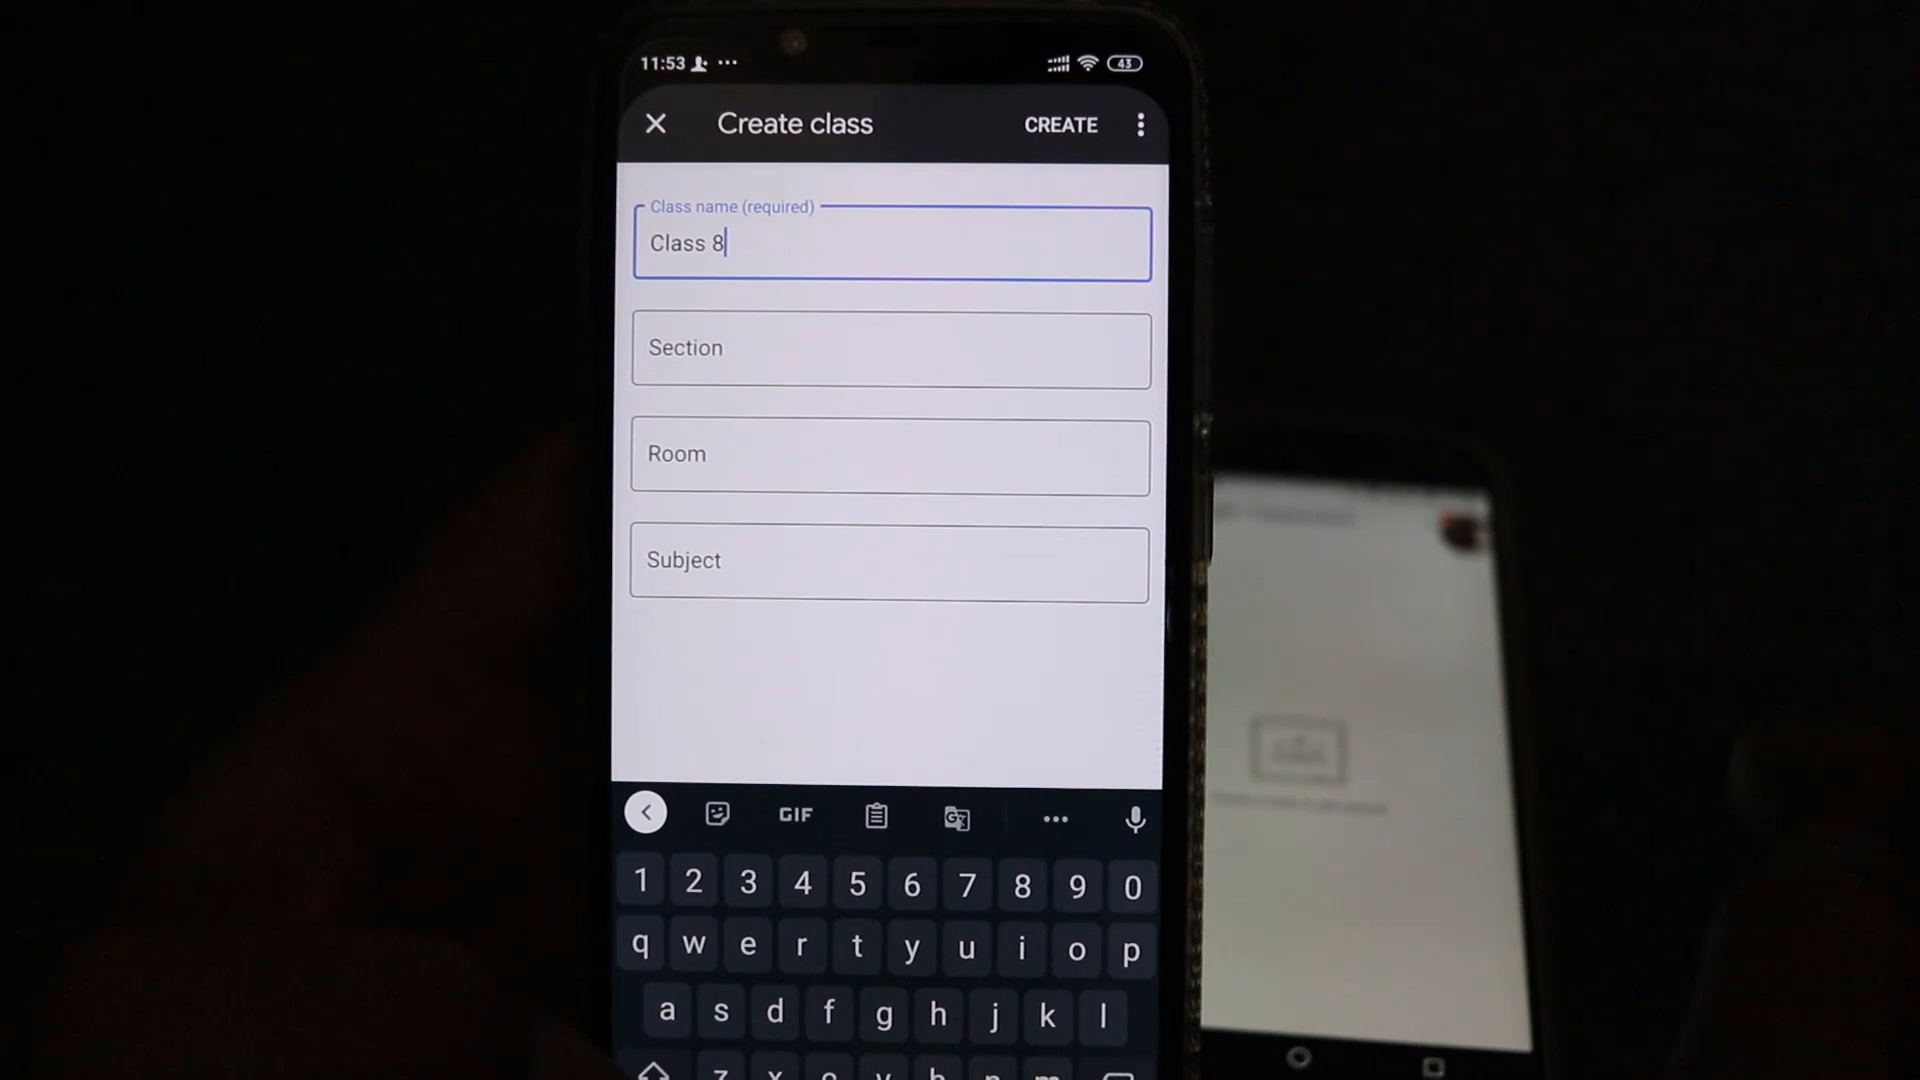 11:53 ... 43
Create class CREATE
Class name (required)
Class 8
Section
Room
Subject
GIF
1 2 3 4 5 6 7 8 9 0
q w e r t y u i o p
a s d f g h j k l
z x c v b n m